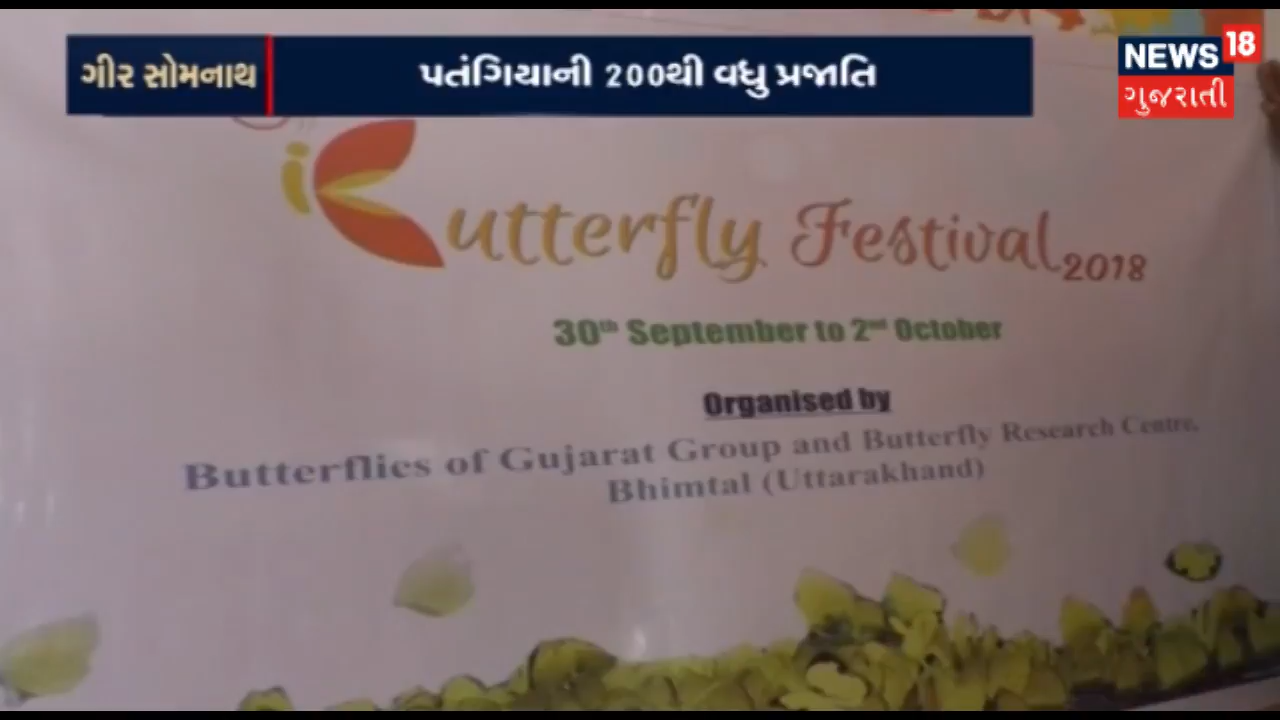 ગીર સોમનાથ
પતંગિયાની 200થી વધુ પ્રજાતિ
NEWS 18
ગુજરાતી
Butterfly Festival 2018
30th September to 2nd October
Organised by
Butterflies of Gujarat Group and Butterfly Research Centre,
Bhimtal (Uttarakhand)